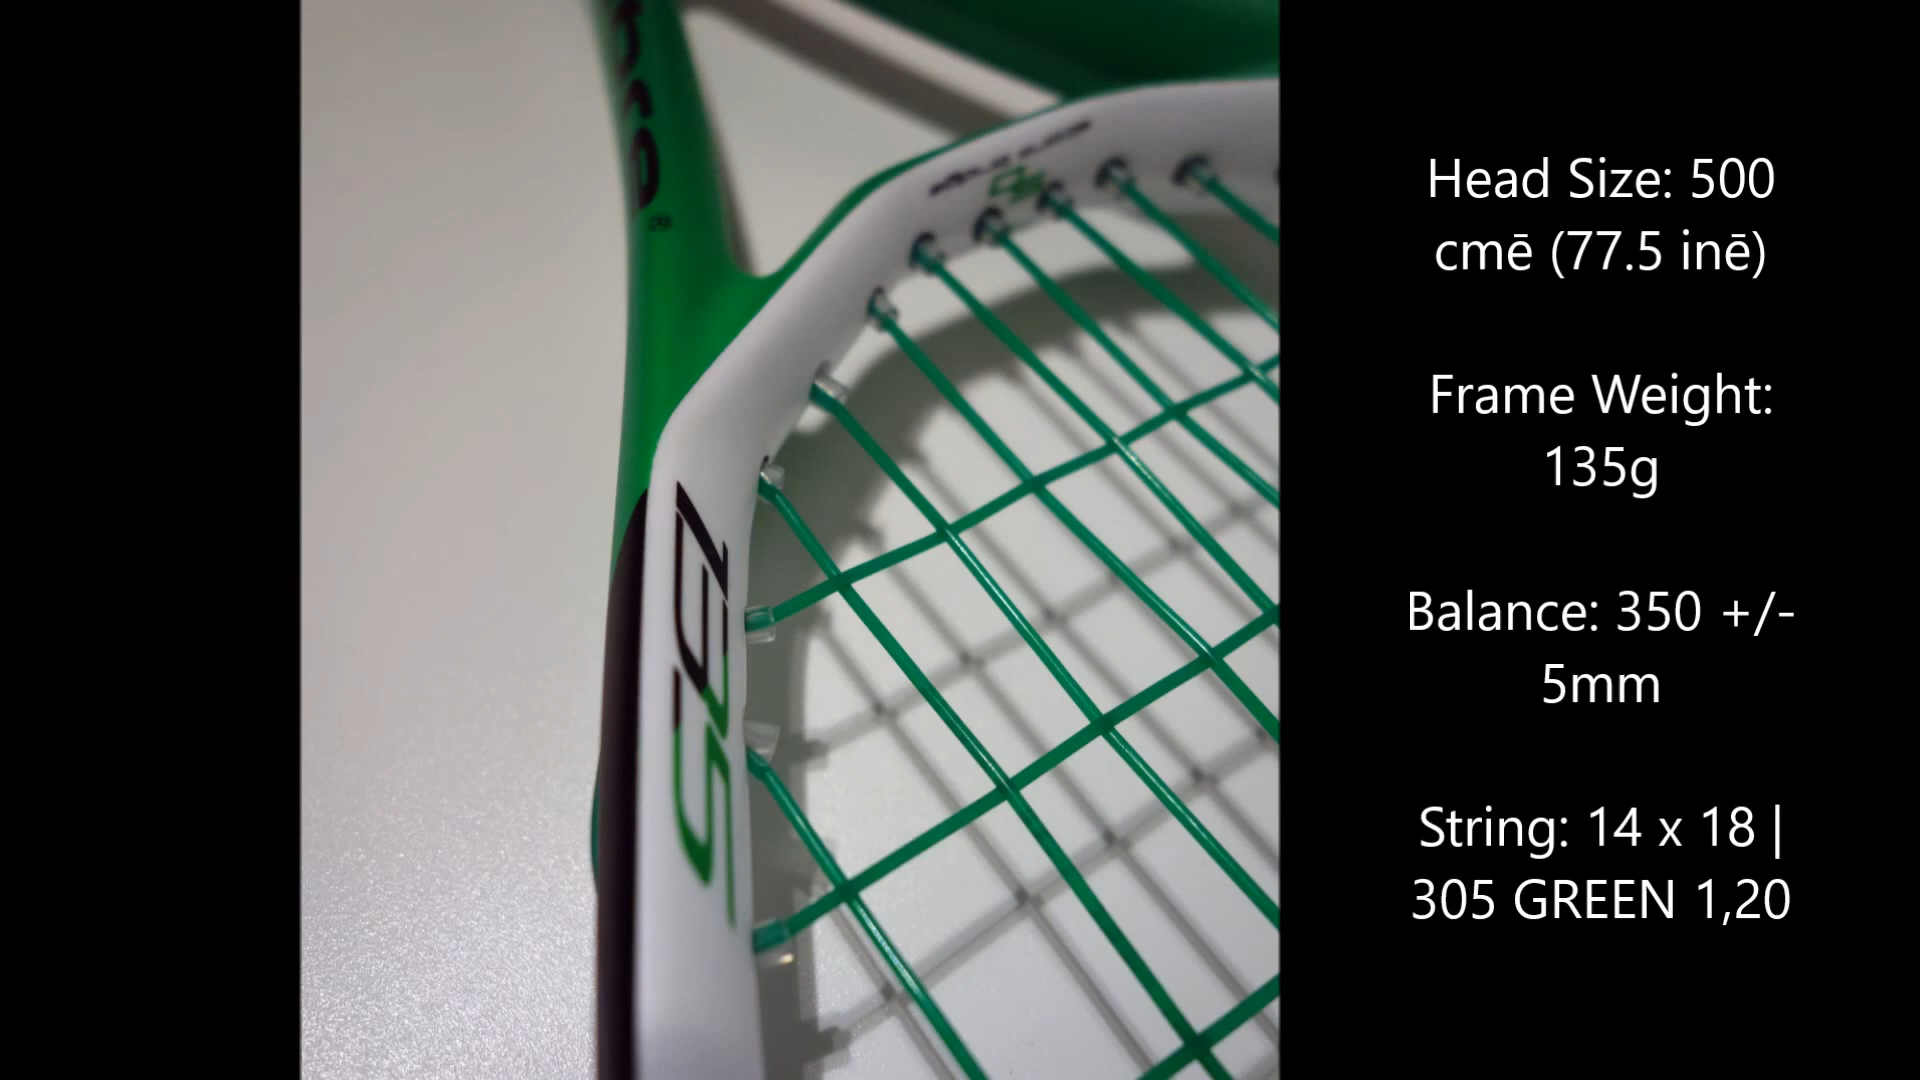 Head Size: 500
cmē (77.5 inē)
Frame Weight:
135g
Balance: 350 +/-
5mm
String: 14 x 18 |
305 GREEN 1,20